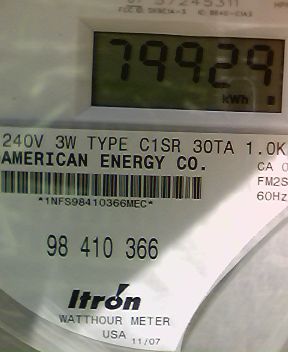 79929
kWh
240V 3W TYPE C1SR 30TA 1.0K
AMERICAN ENERGY CO.
CA 0
FM2S
*1NFS98410366MEC*
60Hz
98 410 366
Itron
WATTHOUR METER
USA 11/07